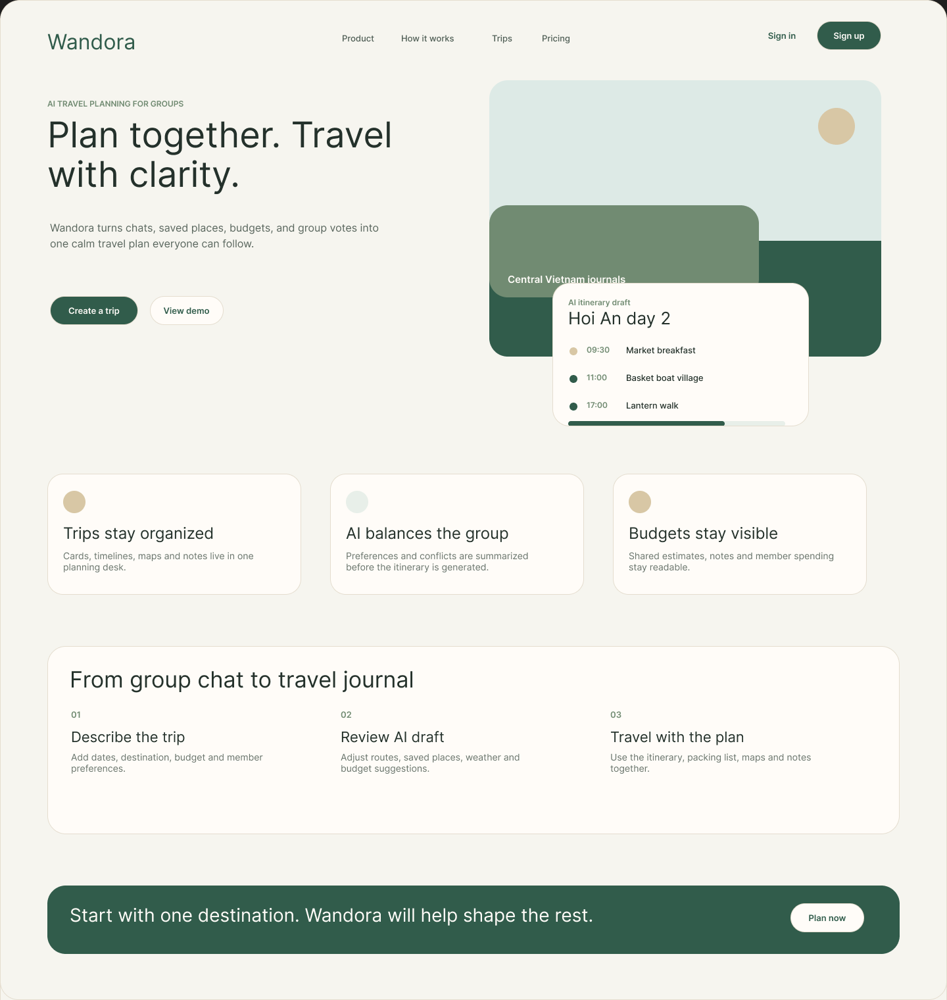 Wandora
Product
How it works
Trips
Pricing
Sign in
Sign up
AI TRAVEL PLANNING FOR GROUPS
Plan together. Travel
with clarity.
Wandora turns chats, saved places, budgets, and group votes into
one calm travel plan everyone can follow.
Create a trip
View demo
Central Vietnam journals
AI itinerary draft
Hoi An day 2
09:30 Market breakfast
11:00 Basket boat village
17:00 Lantern walk
Trips stay organized
Cards, timelines, maps and notes live in one
planning desk.
AI balances the group
Preferences and conflicts are summarized
before the itinerary is generated.
Budgets stay visible
Shared estimates, notes and member spending
stay readable.
From group chat to travel journal
01
Describe the trip
Add dates, destination, budget and member
preferences.
02
Review AI draft
Adjust routes, saved places, weather and
budget suggestions.
03
Travel with the plan
Use the itinerary, packing list, maps and notes
together.
Start with one destination. Wandora will help shape the rest.
Plan now